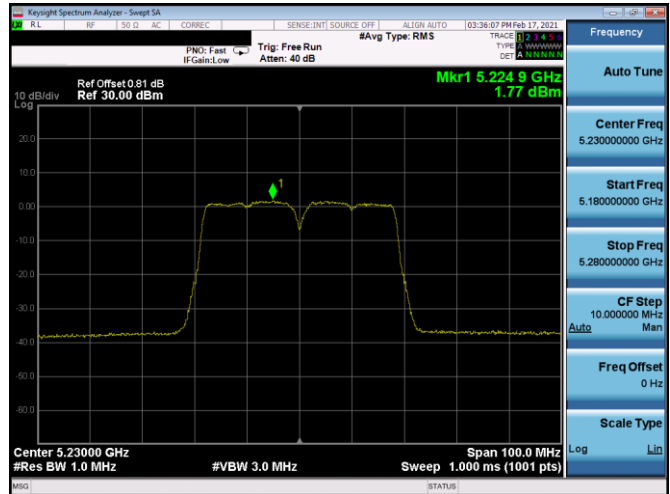 Keysight Spectrum Analyzer - Swept SA
RL RF 50 Ω AC CORREC SENSE:INT SOURCE OFF ALIGN AUTO 03:36:07 PM Feb 17, 2021
PNO: Fast Trig: Free Run #Avg Type: RMS TRACE 1 2 3 4 5 6
IFGain:Low Atten: 40 dB TYPE A WWWWW
DET A N N N N N
Ref Offset 0.81 dB
10 dB/div Ref 30.00 dBm
Log
Mkr1 5.224 9 GHz
1.77 dBm
20.0
10.0
1
0.00
-10.0
-20.0
-30.0
-40.0
-50.0
-60.0
Center 5.23000 GHz Span 100.0 MHz
#Res BW 1.0 MHz #VBW 3.0 MHz Sweep 1.000 ms (1001 pts)
MSG STATUS
Frequency
Auto Tune
Center Freq
5.230000000 GHz
Start Freq
5.180000000 GHz
Stop Freq
5.280000000 GHz
CF Step
10.000000 MHz
Auto Man
Freq Offset
0 Hz
Scale Type
Log Lin